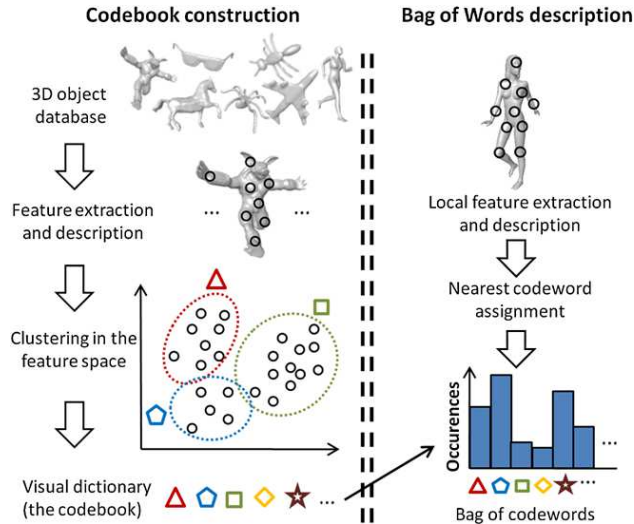 Codebook construction
3D object
database
...
...
Feature extraction
and description
Clustering in the
feature space
Visual dictionary
(the codebook)
...
Bag of Words description
Local feature extraction
and description
Nearest codeword
assignment
Occurences
...
...
Bag of codewords